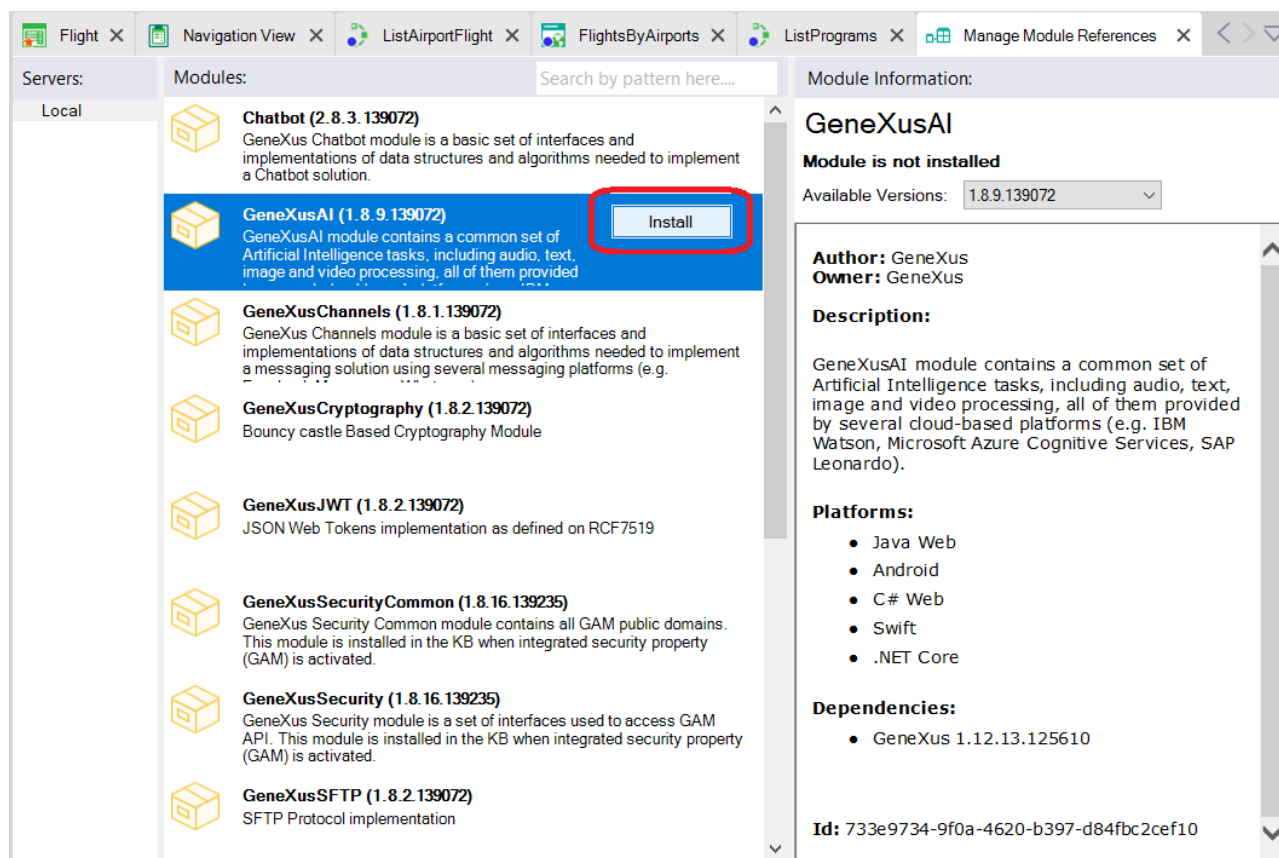 Flight
Navigation View
ListAirportFlight
FlightsByAirports
ListPrograms
Manage Module References
Servers:
Local
Modules:
Search by pattern here....
Chatbot (2.8.3.139072)
GeneXus Chatbot module is a basic set of interfaces and
implementations of data structures and algorithms needed to implement
a Chatbot solution.
GeneXusAI (1.8.9.139072)
Install
GeneXusAI module contains a common set of
Artificial Intelligence tasks, including audio, text,
image and video processing, all of them provided
GeneXusChannels (1.8.1.139072)
GeneXus Channels module is a basic set of interfaces and
implementations of data structures and algorithms needed to implement
a messaging solution using several messaging platforms (e.g.
GeneXusCryptography (1.8.2.139072)
Bouncy castle Based Cryptography Module
GeneXusJWT (1.8.2.139072)
JSON Web Tokens implementation as defined on RCF7519
GeneXusSecurityCommon (1.8.16.139235)
GeneXus Security Common module contains all GAM public domains.
This module is installed in the KB when integrated security property
(GAM) is activated.
GeneXusSecurity (1.8.16.139235)
GeneXus Security module is a set of interfaces used to access GAM
API. This module is installed in the KB when integrated security property
(GAM) is activated.
GeneXusSFTP (1.8.2.139072)
SFTP Protocol implementation
Module Information:
GeneXusAI
Module is not installed
Available Versions: 1.8.9.139072
Author: GeneXus
Owner: GeneXus
Description:
GeneXusAI module contains a common set of
Artificial Intelligence tasks, including audio, text,
image and video processing, all of them provided
by several cloud-based platforms (e.g. IBM
Watson, Microsoft Azure Cognitive Services, SAP
Leonardo).
Platforms:
● Java Web
● Android
● C# Web
● Swift
● .NET Core
Dependencies:
● GeneXus 1.12.13.125610
Id: 733e9734-9f0a-4620-b397-d84fbc2cef10